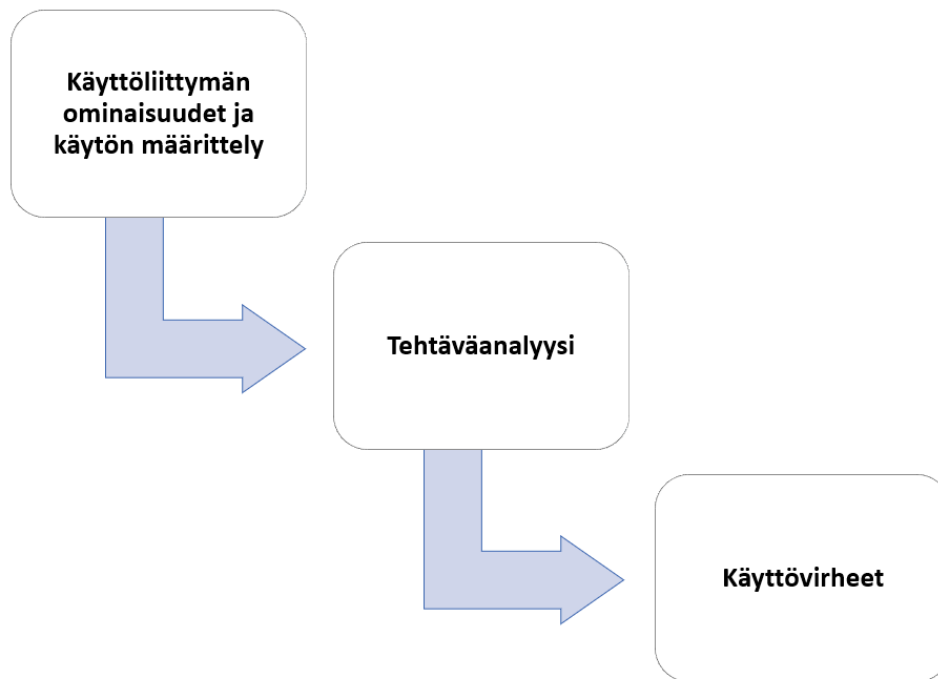 Käyttöliittymän
ominaisuudet ja
käytön määrittely
Tehtäväanalyysi
Käyttövirheet